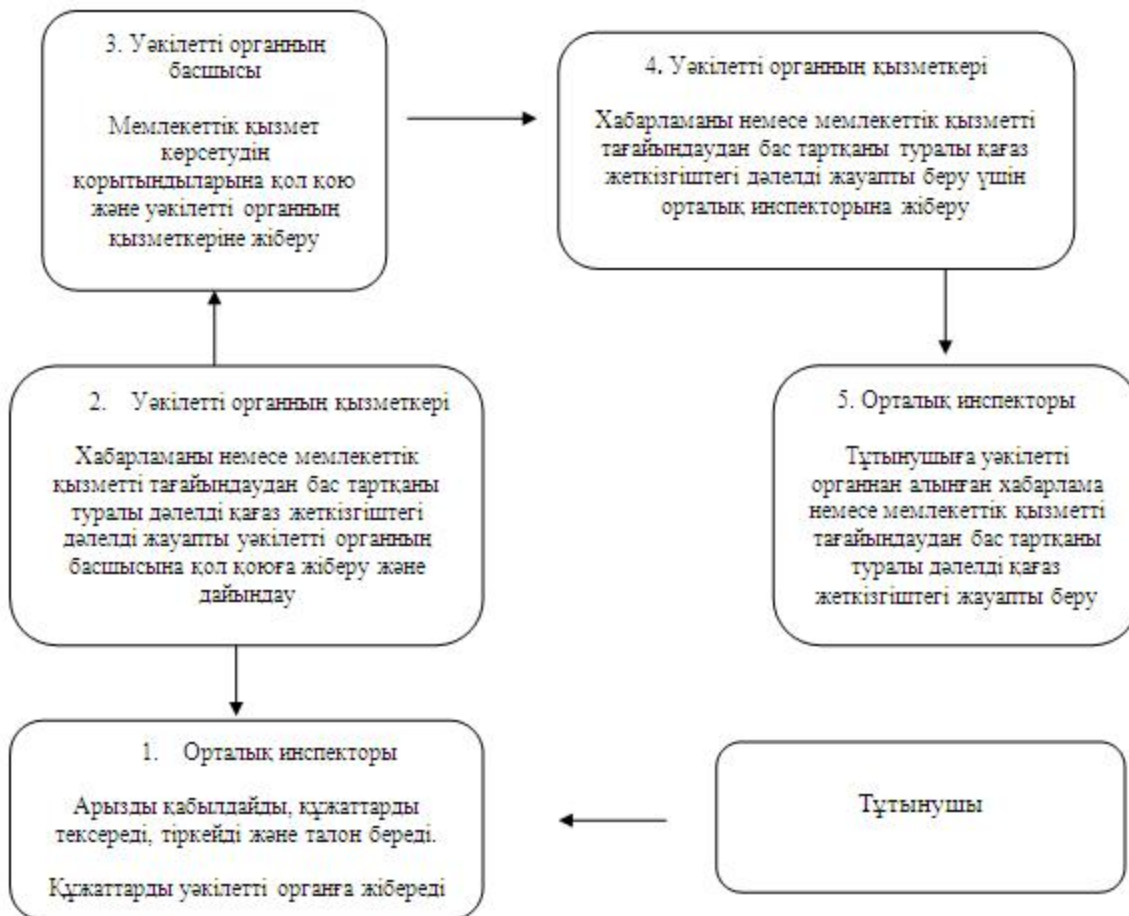 3. Уәкілетті органның
басшысы
Мемлекеттік қызмет
көрсетудің
қорытындыларына қол қою
және уәкілетті органның
қызметкеріне жіберу
4. Уәкілетті органның қызметкері
Хабарламаны немесе мемлекеттік қызметті
тағайындаудан бас тартқаны туралы қағаз
жеткізгіштегі дәлелді жауапты беру үшін
орталық инспекторына жіберу
2. Уәкілетті органның қызметкері
Хабарламаны немесе мемлекеттік
қызметті тағайындаудан бас тартқаны
туралы дәлелді қағаз жеткізгіштегі
дәлелді жауапты уәкілетті органның
басшысына қол қоюға жіберу және
дайындау
5. Орталық инспекторы
Тұтынушыға уәкілетті
органнан алынған хабарлама
немесе мемлекеттік қызметті
тағайындаудан бас тартқаны
туралы дәлелді қағаз
жеткізгіштегі жауапты беру
1. Орталық инспекторы
Арызды қабылдайды, құжаттарды
тексереді, тіркейді және талон береді.
Құжаттарды уәкілетті органға жібереді
Тұтынушы